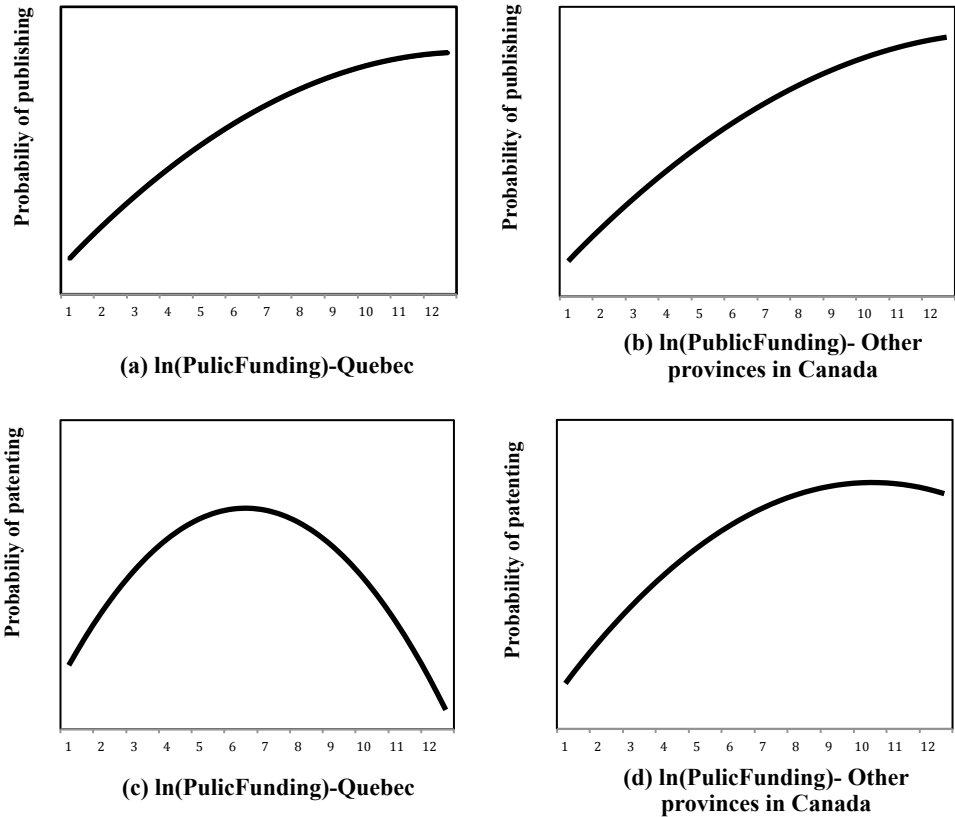 Probabiliy of publishing
1 2 3 4 5 6 7 8 9 10 11 12
(a) ln(PulicFunding)-Quebec
Probability of publishing
1 2 3 4 5 6 7 8 9 10 11 12
(b) ln(PublicFunding)- Other
provinces in Canada
Probabiliy of patenting
1 2 3 4 5 6 7 8 9 10 11 12
(c) ln(PulicFunding)-Quebec
Probability of patenting
1 2 3 4 5 6 7 8 9 10 11 12
(d) ln(PulicFunding)- Other
provinces in Canada